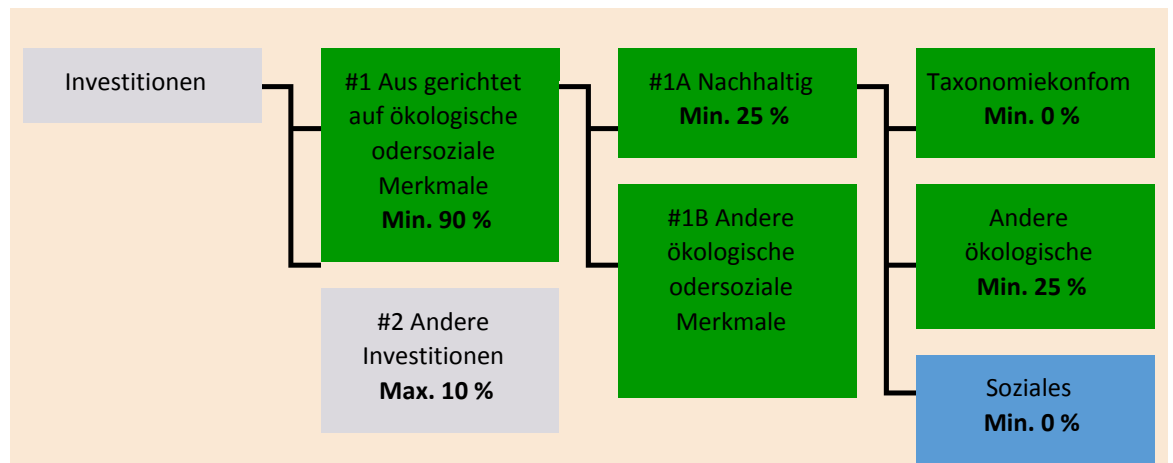 Investitionen
#1 Aus gerichtet
auf ökologische
odersoziale
Merkmale
Min. 90 %
#2 Andere
Investitionen
Max. 10 %
#1A Nachhaltig
Min. 25 %
#1B Andere
ökologische
odersoziale
Merkmale
Taxonomiekonfom
Min. 0 %
Andere
ökologische
Min. 25 %
Soziales
Min. 0 %